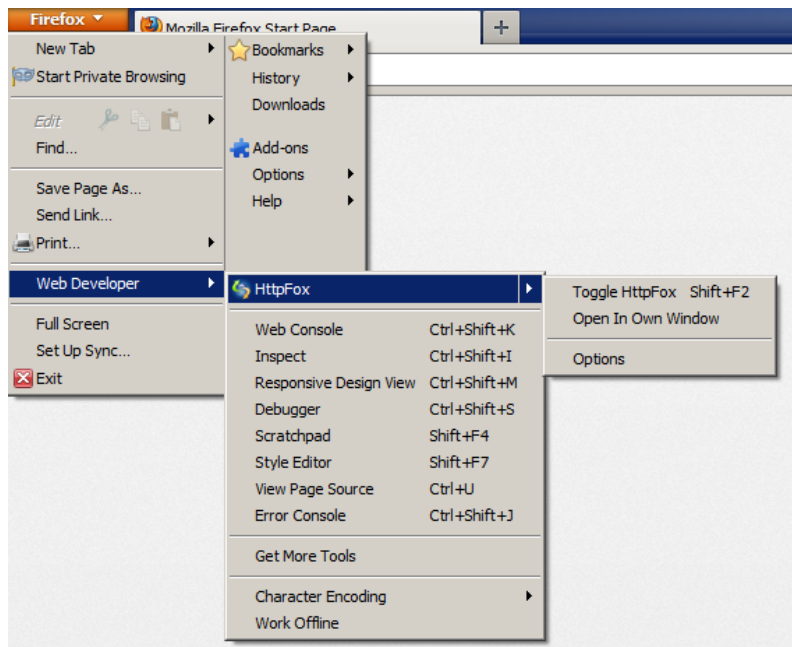 Firefox
Mozilla Firefox Start Page
New Tab
Start Private Browsing
Edit
Find...
Save Page As...
Send Link...
Print...
Web Developer
Full Screen
Set Up Sync...
Exit
Bookmarks
History
Downloads
Add-ons
Options
Help
HttpFox
Web Console Ctrl+Shift+K
Inspect Ctrl+Shift+I
Responsive Design View Ctrl+Shift+M
Debugger Ctrl+Shift+S
Scratchpad Shift+F4
Style Editor Shift+F7
View Page Source Ctrl+U
Error Console Ctrl+Shift+J
Get More Tools
Character Encoding
Work Offline
Toggle HttpFox Shift+F2
Open In Own Window
Options